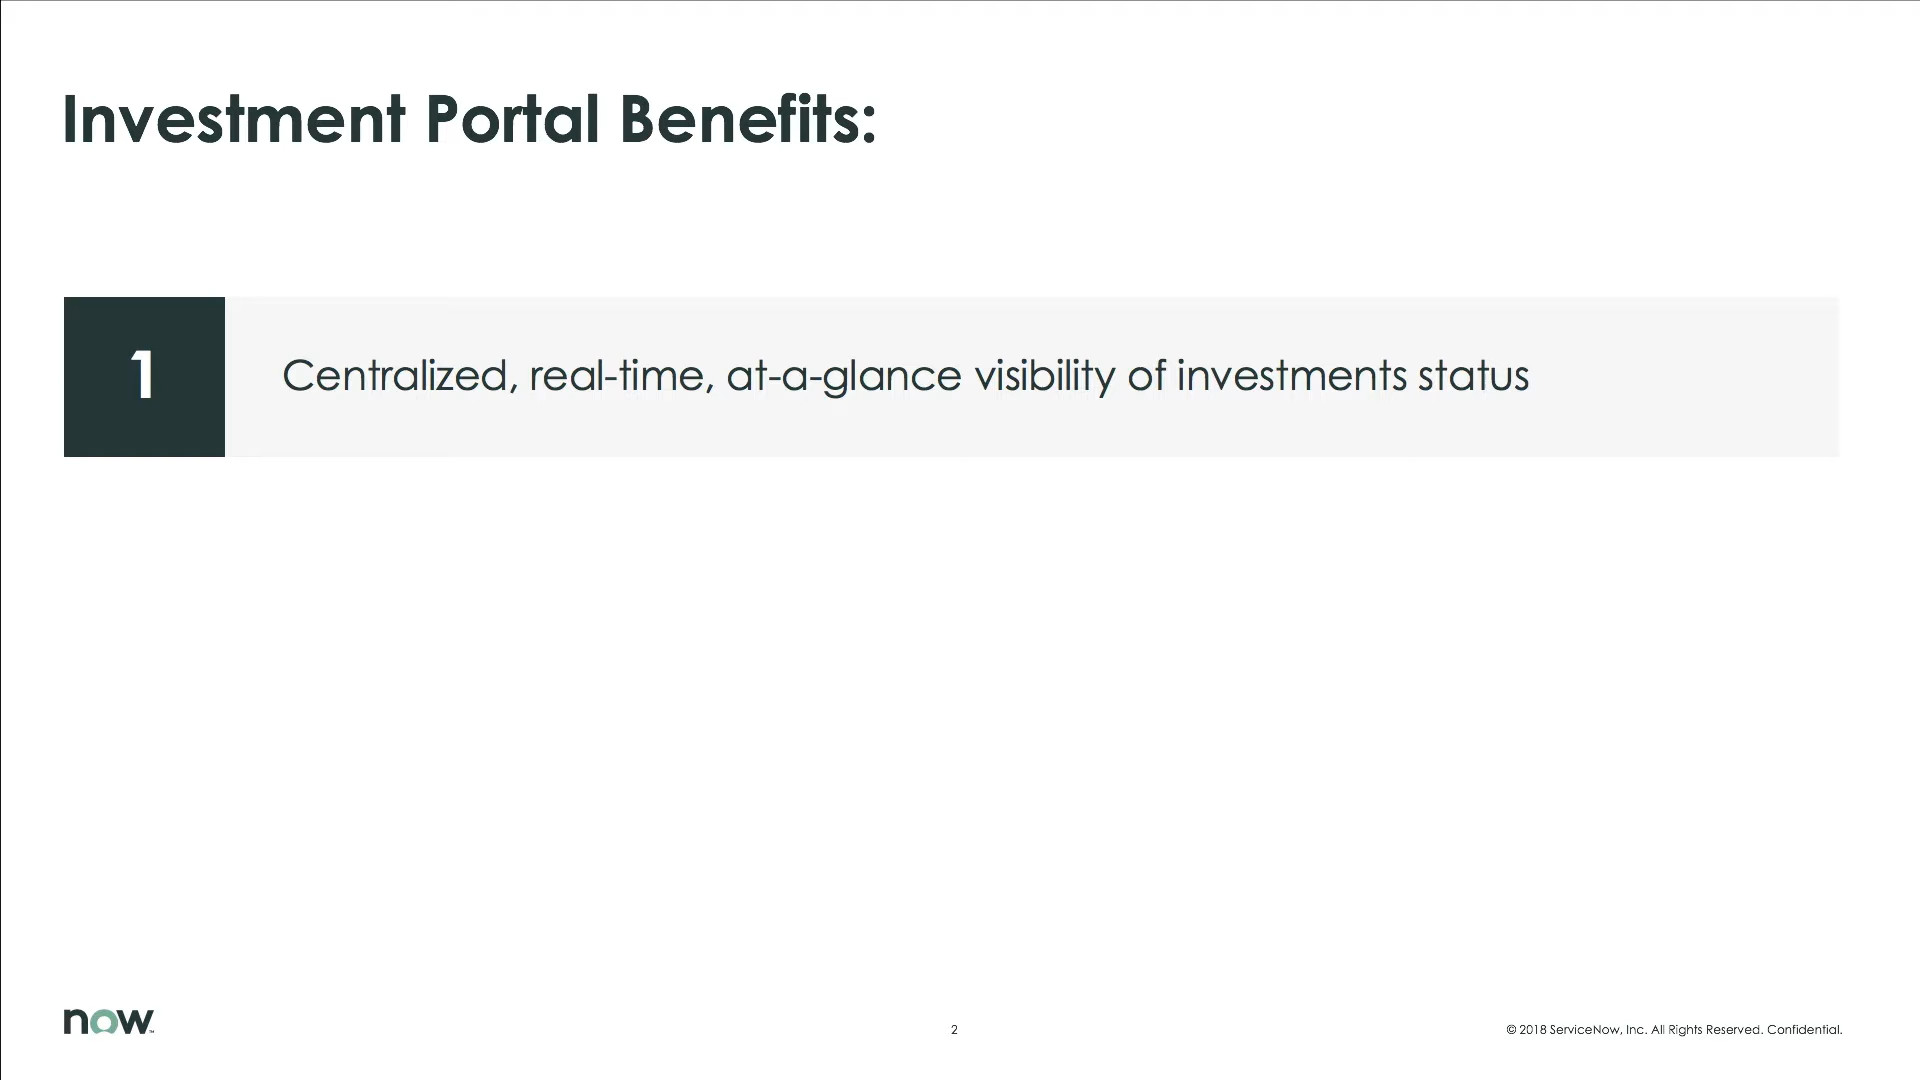 Investment Portal Benefits:
1
Centralized, real-time, at-a-glance visibility of investments status
now™
2
© 2018 ServiceNow, Inc. All Rights Reserved. Confidential.